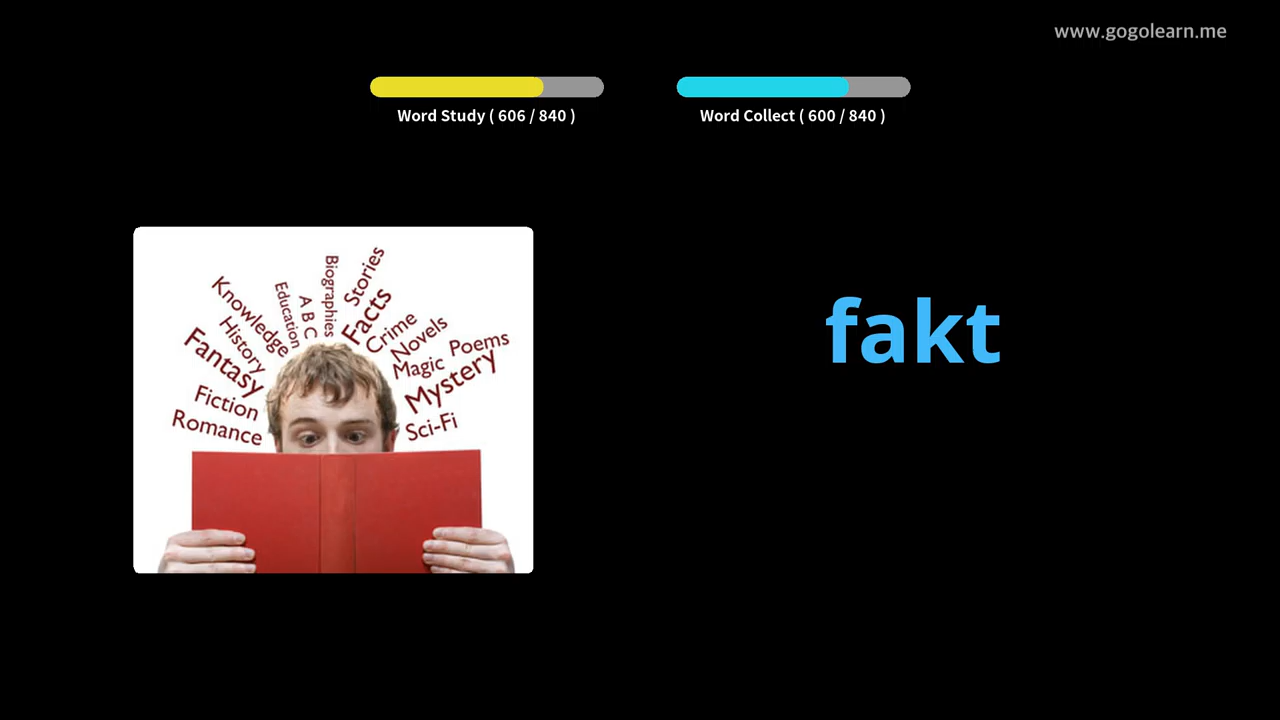 www.gogolearn.me
Word Study ( 606 / 840 )
Word Collect ( 600 / 840 )
fakt
Romance
Fiction
Fantasy
History
Knowledge
Education
A B C
Biographies
Stories
Facts
Crime
Novels
Magic
Poems
Mystery
Sci-Fi